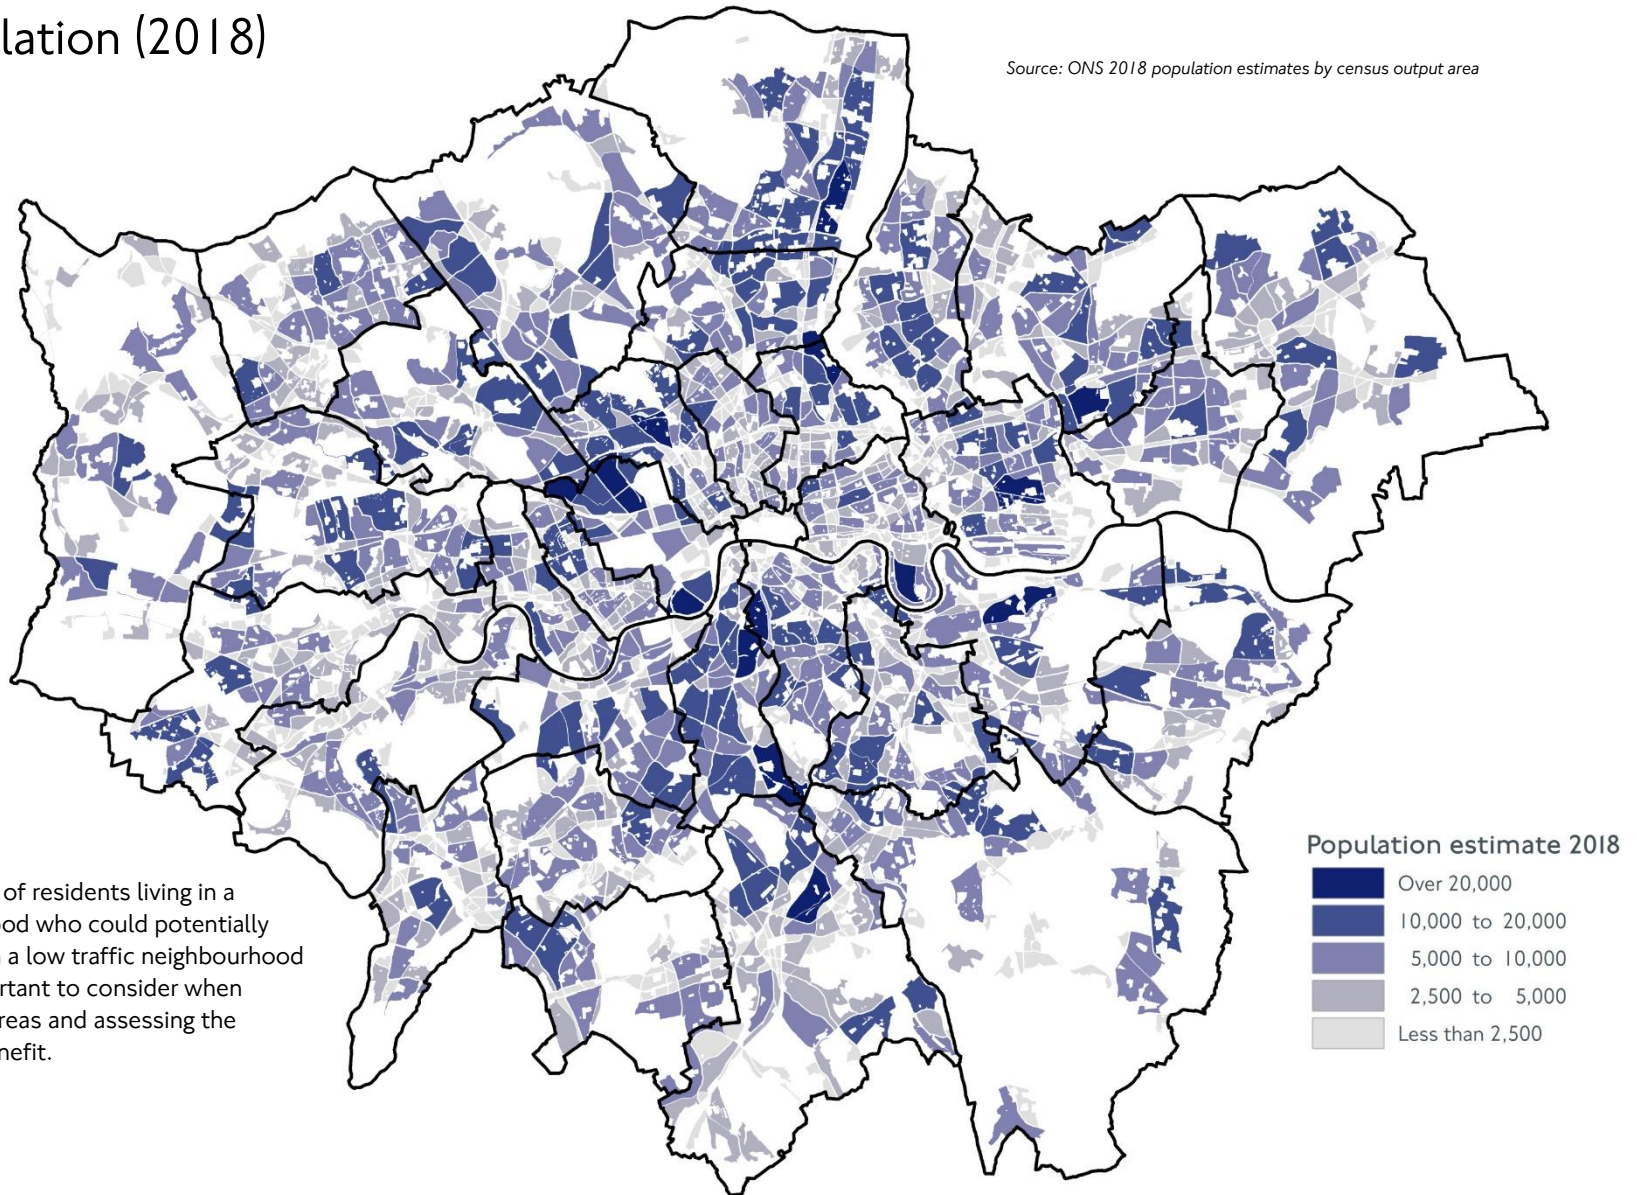 lation (2018)
Source: ONS 2018 population estimates by census output area
of residents living in a
od who could potentially
a low traffic neighbourhood
rtant to consider when
reas and assessing the
nefit.
Population estimate 2018
Over 20,000
10,000 to 20,000
5,000 to 10,000
2,500 to 5,000
Less than 2,500